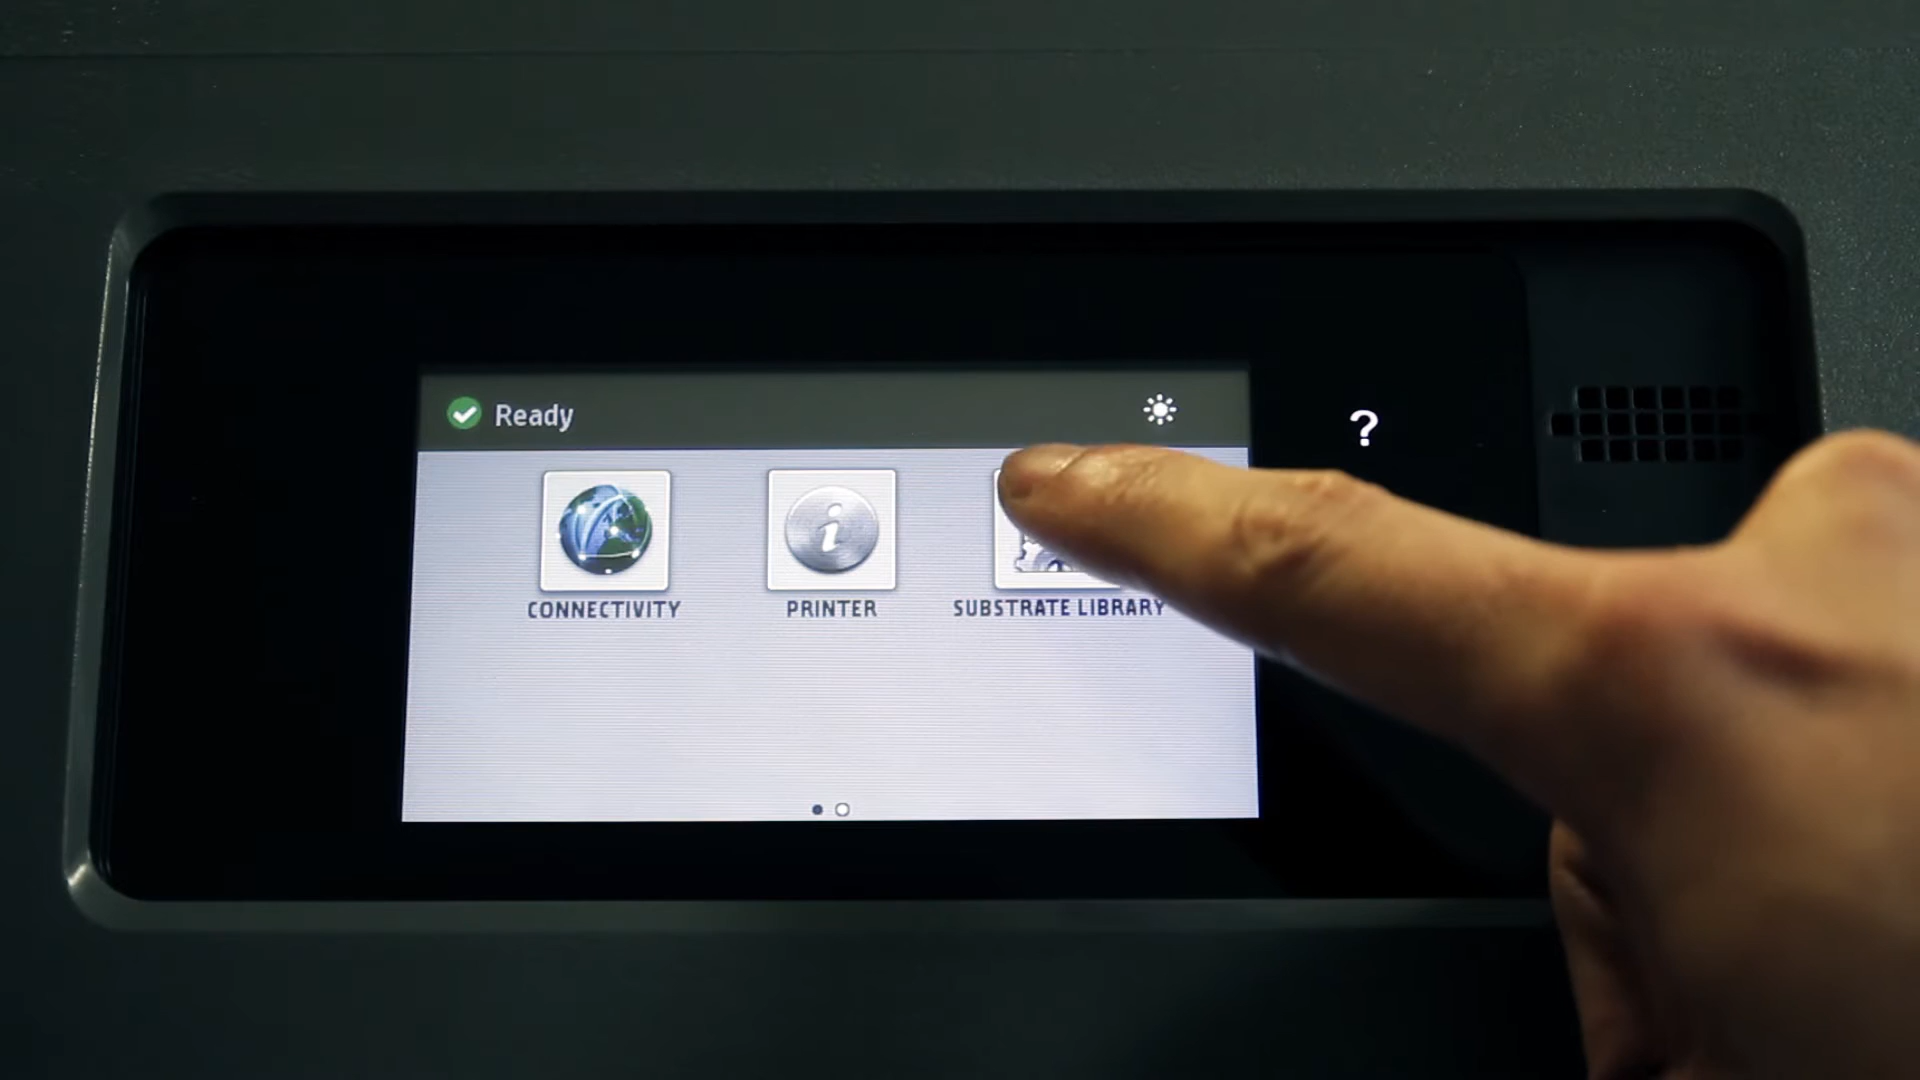 Ready
?
i
CONNECTIVITY
PRINTER
SUBSTRATE LIBRARY